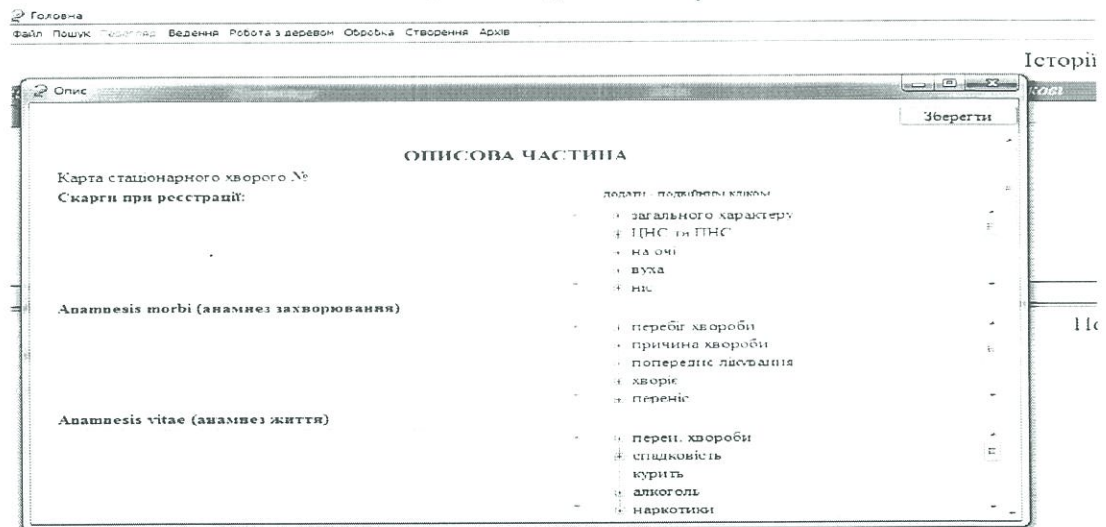 Головна
Файл Пошук Перегляд Ведення Робота з деревом Обробка Створення Архів
Історії
Опис
кові
Зберегти
ОПИСОВА ЧАСТИНА
Карта стаціонарного хворого №
Скарги при реєстрації:
додати - подвійним кліком
загального характеру
ЦНС та ПНС
на очі
вуха
ніс
Anamnesis morbi (анамнез захворювання)
перебіг хвороби
причина хвороби
попереднє лікування
хворіє
переніс
Anamnesis vitae (анамнез життя)
перен. хвороби
спадковість
курить
алкоголь
наркотики